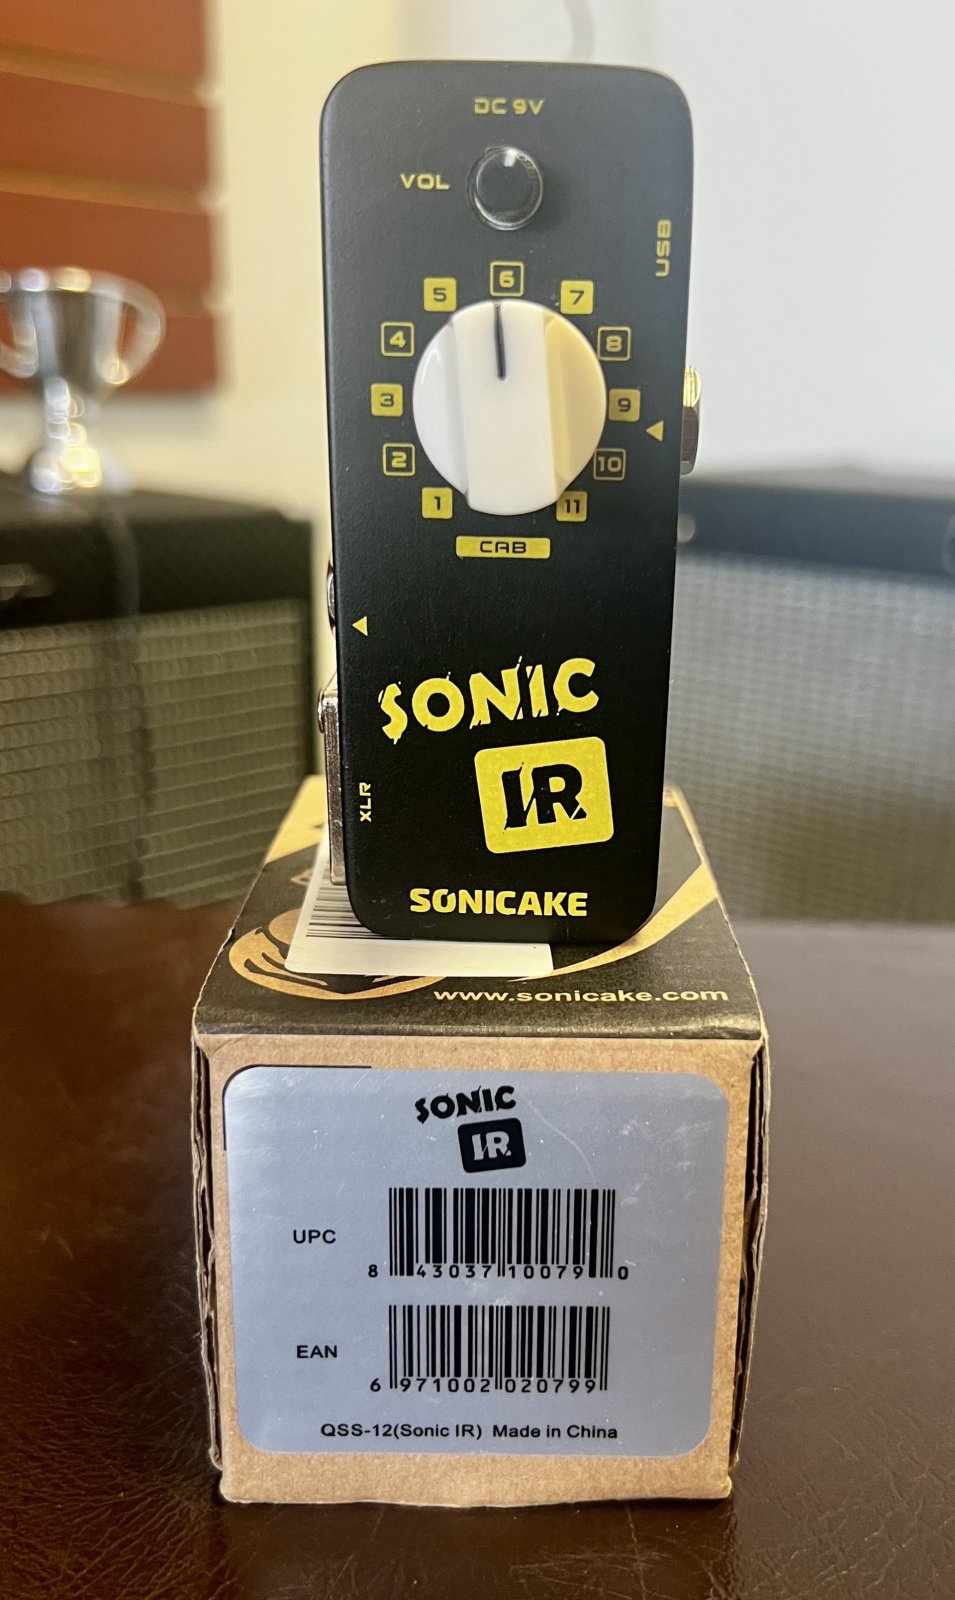 DC 9V
VOL
USB
6
5
7
4
8
3
9
2
10
1
11
CAB
SONIC
IR
XLR
SONICAKE
www.sonicake.com
SONIC
IR
UPC
8 43037 10079 0
EAN
6 971002 020799
QSS-12(Sonic IR) Made in China